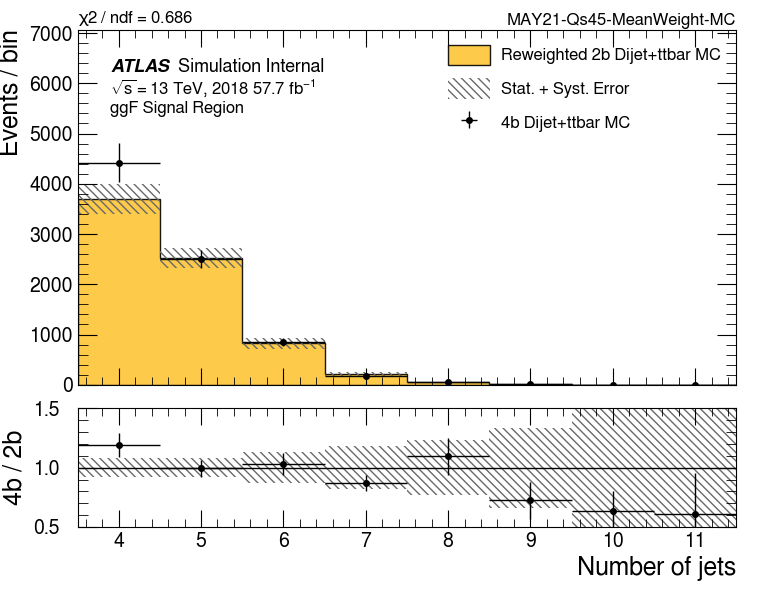 χ2 / ndf = 0.686
MAY21-Qs45-MeanWeight-MC
Events / bin
7000
6000
5000
4000
3000
2000
1000
0
ATLAS Simulation Internal
√s = 13 TeV, 2018 57.7 fb⁻¹
ggF Signal Region
Reweighted 2b Dijet+ttbar MC
Stat. + Syst. Error
4b Dijet+ttbar MC
4b / 2b
1.5
1.0
0.5
4 5 6 7 8 9 10 11
Number of jets